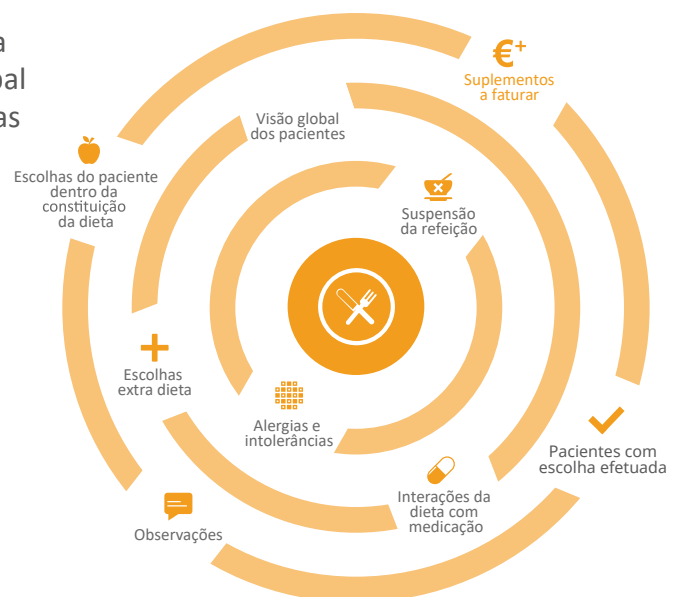 a
bal
as
€+
Suplementos
a faturar
Visão global
dos pacientes
Escolhas do paciente
dentro da
constituição
da dieta
Suspensão
da refeição
Escolhas
extra dieta
Alergias e
intolerâncias
Pacientes com
escolha efetuada
Interações da
dieta com
medicação
Observações